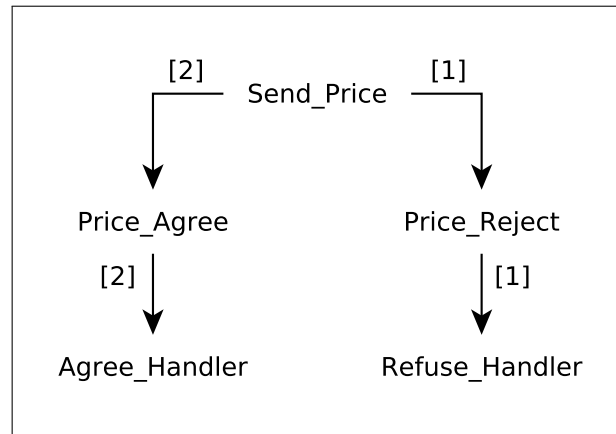 [2] [1]
Send_Price
Price_Agree Price_Reject
[2] [1]
Agree_Handler Refuse_Handler